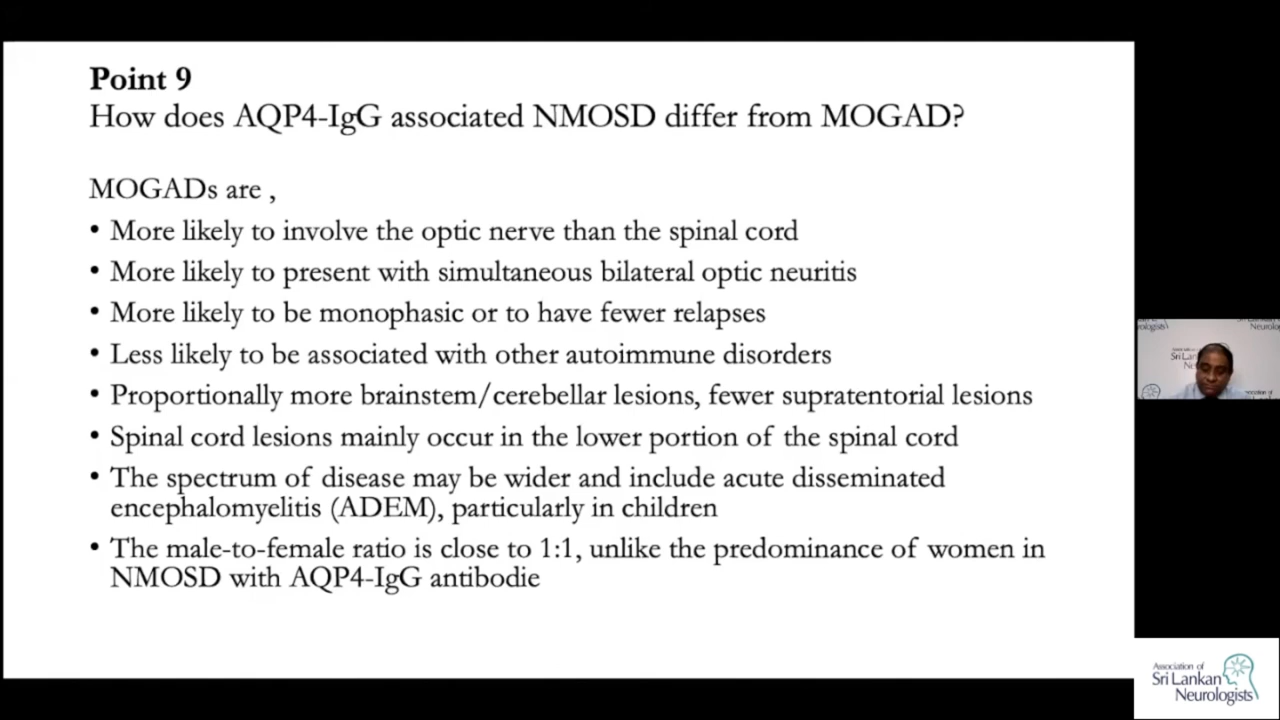 Point 9
How does AQP4-IgG associated NMOSD differ from MOGAD?
MOGADs are ,
• More likely to involve the optic nerve than the spinal cord
• More likely to present with simultaneous bilateral optic neuritis
• More likely to be monophasic or to have fewer relapses
• Less likely to be associated with other autoimmune disorders
• Proportionally more brainstem/cerebellar lesions, fewer supratentorial lesions
• Spinal cord lesions mainly occur in the lower portion of the spinal cord
• The spectrum of disease may be wider and include acute disseminated
encephalomyelitis (ADEM), particularly in children
• The male-to-female ratio is close to 1:1, unlike the predominance of women in
NMOSD with AQP4-IgG antibodie
Association of
Sri Lankan
Neurologists